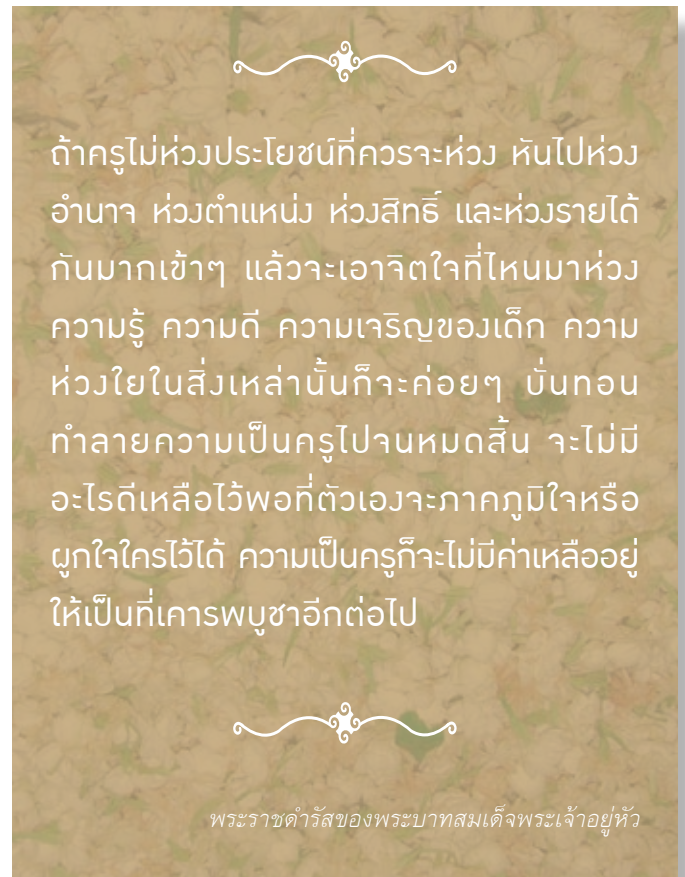 ถ้าครูไม่ห่วงประโยชน์ที่ควรจะห่วง หันไปห่วง
อำนาจ ห่วงตำแหน่ง ห่วงสิทธิ์ และห่วงรายได้
กันมากเข้าๆ แล้วจะเอาจิตใจที่ไหนมาห่วง
ความรู้ ความดี ความเจริญของเด็ก ความ
ห่วงใยในสิ่งเหล่านั้นก็จะค่อยๆ บั่นทอน
ทำลายความเป็นครูไปจนหมดสิ้น จะไม่มี
อะไรดีเหลือไว้พอที่ตัวเองจะภาคภูมิใจหรือ
ผูกใจใครไว้ได้ ความเป็นครูก็จะไม่มีค่าเหลืออยู่
ให้เป็นที่เคารพบูชาอีกต่อไป
พระราชดำรัสของพระบาทสมเด็จพระเจ้าอยู่หัว